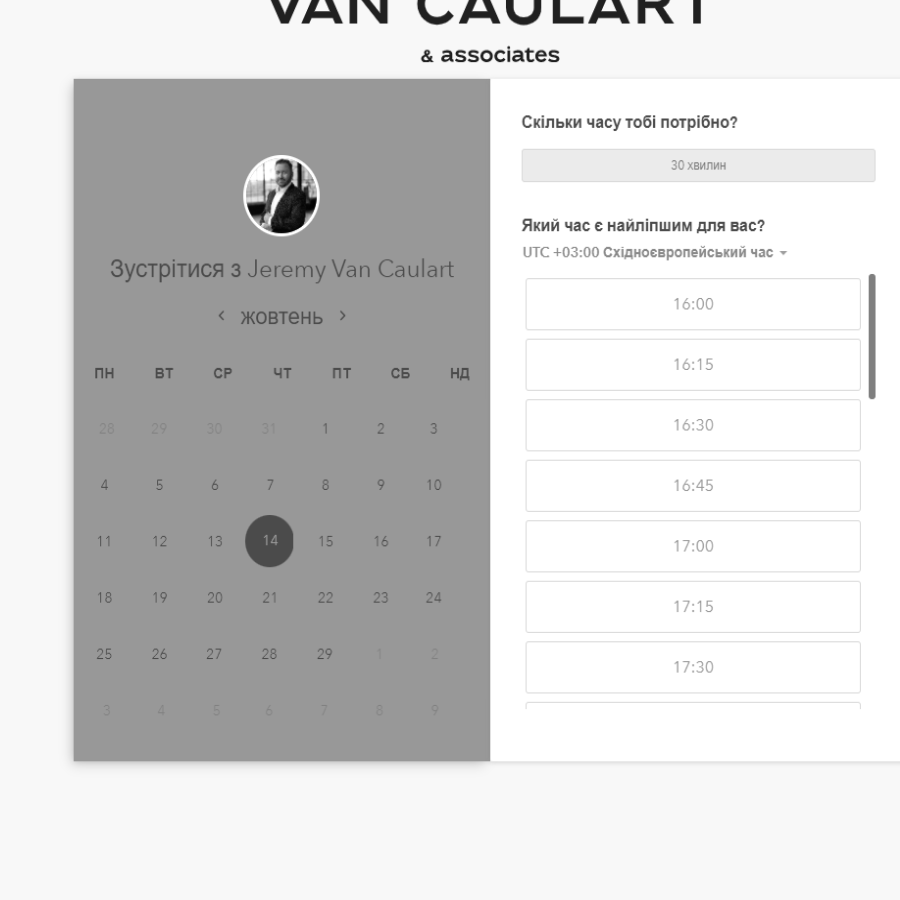 VAN CAULART
& associates
Зустрітися з Jeremy Van Caulart
‹ жовтень ›
ПН ВТ СР ЧТ ПТ СБ НД
28 29 30 31 1 2 3
4 5 6 7 8 9 10
11 12 13 14 15 16 17
18 19 20 21 22 23 24
25 26 27 28 29 1 2
3 4 5 6 7 8 9
Скільки часу тобі потрібно?
30 хвилин
Який час є найліпшим для вас?
UTC +03:00 Східноєвропейський час
16:00
16:15
16:30
16:45
17:00
17:15
17:30